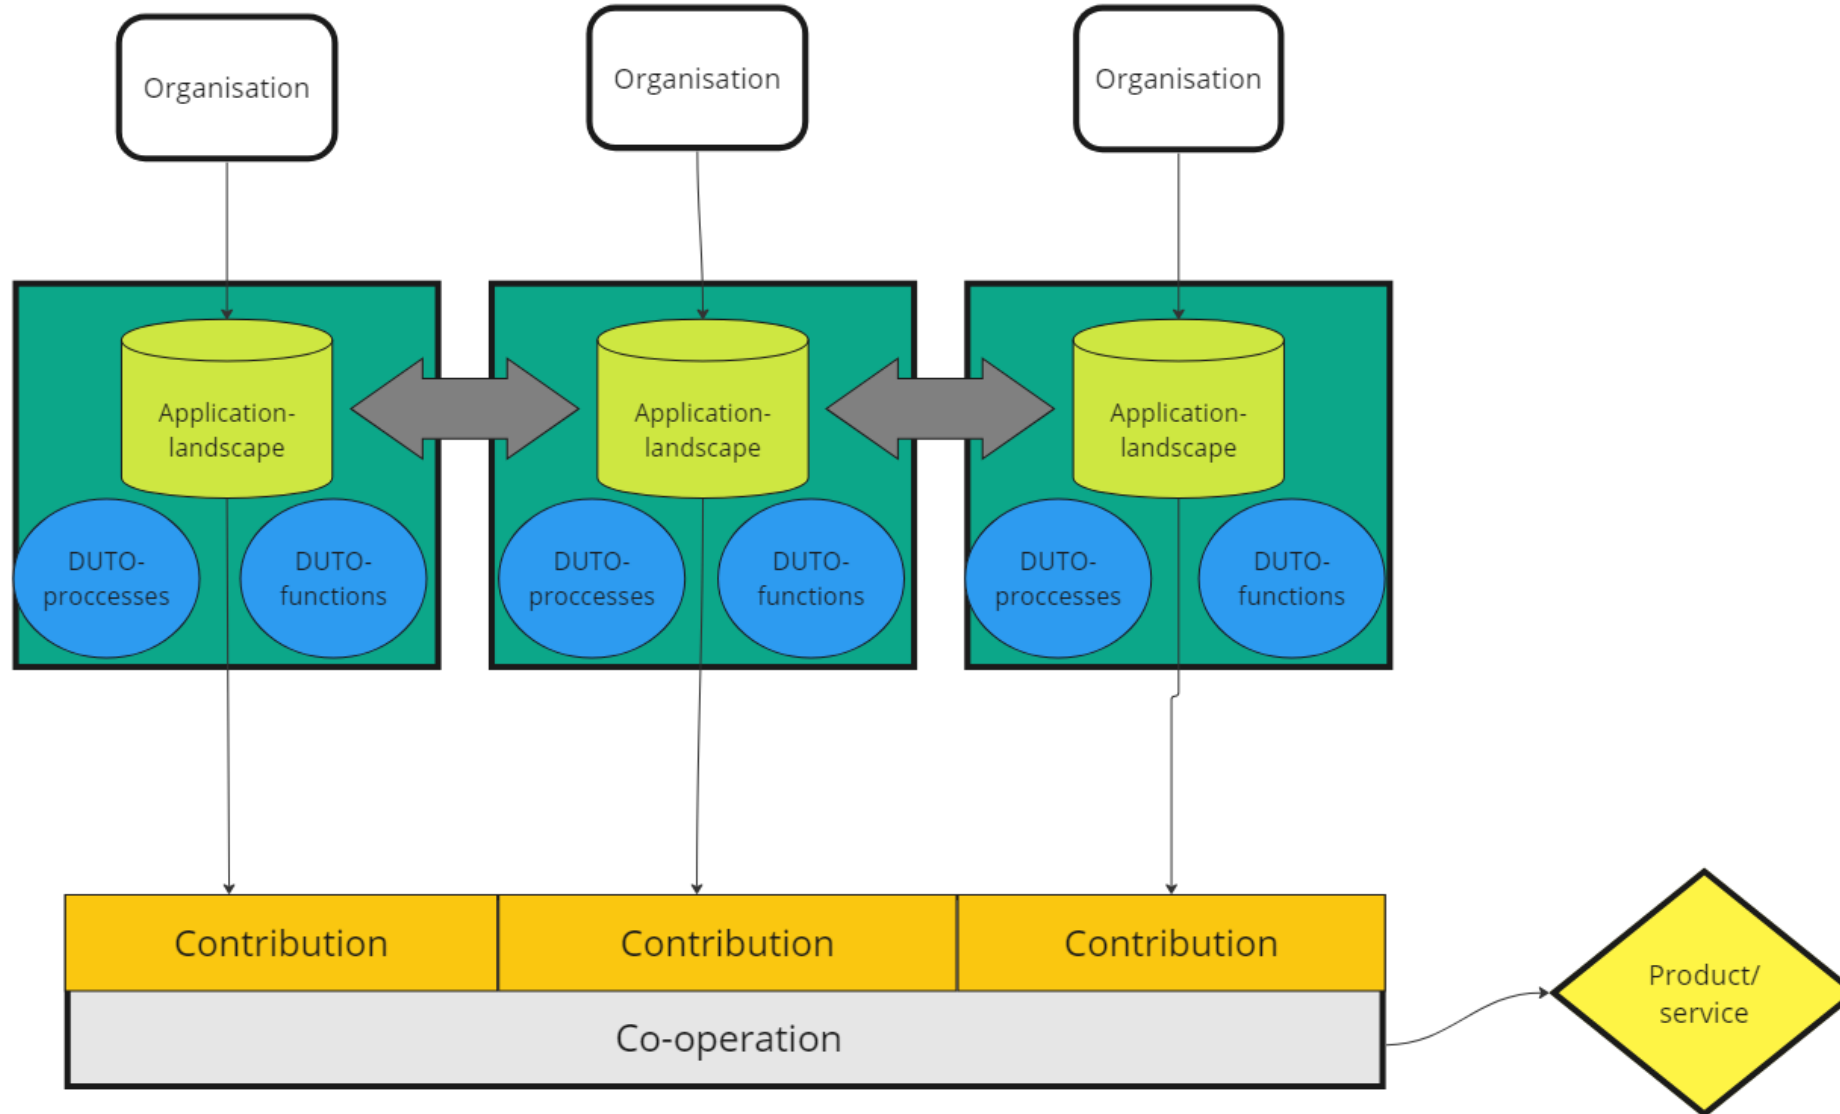 Organisation
Organisation
Organisation
Application-
landscape
Application-
landscape
Application-
landscape
DUTO-
proccesses
DUTO-
functions
DUTO-
proccesses
DUTO-
functions
DUTO-
proccesses
DUTO-
functions
Contribution
Contribution
Contribution
Co-operation
Product/
service